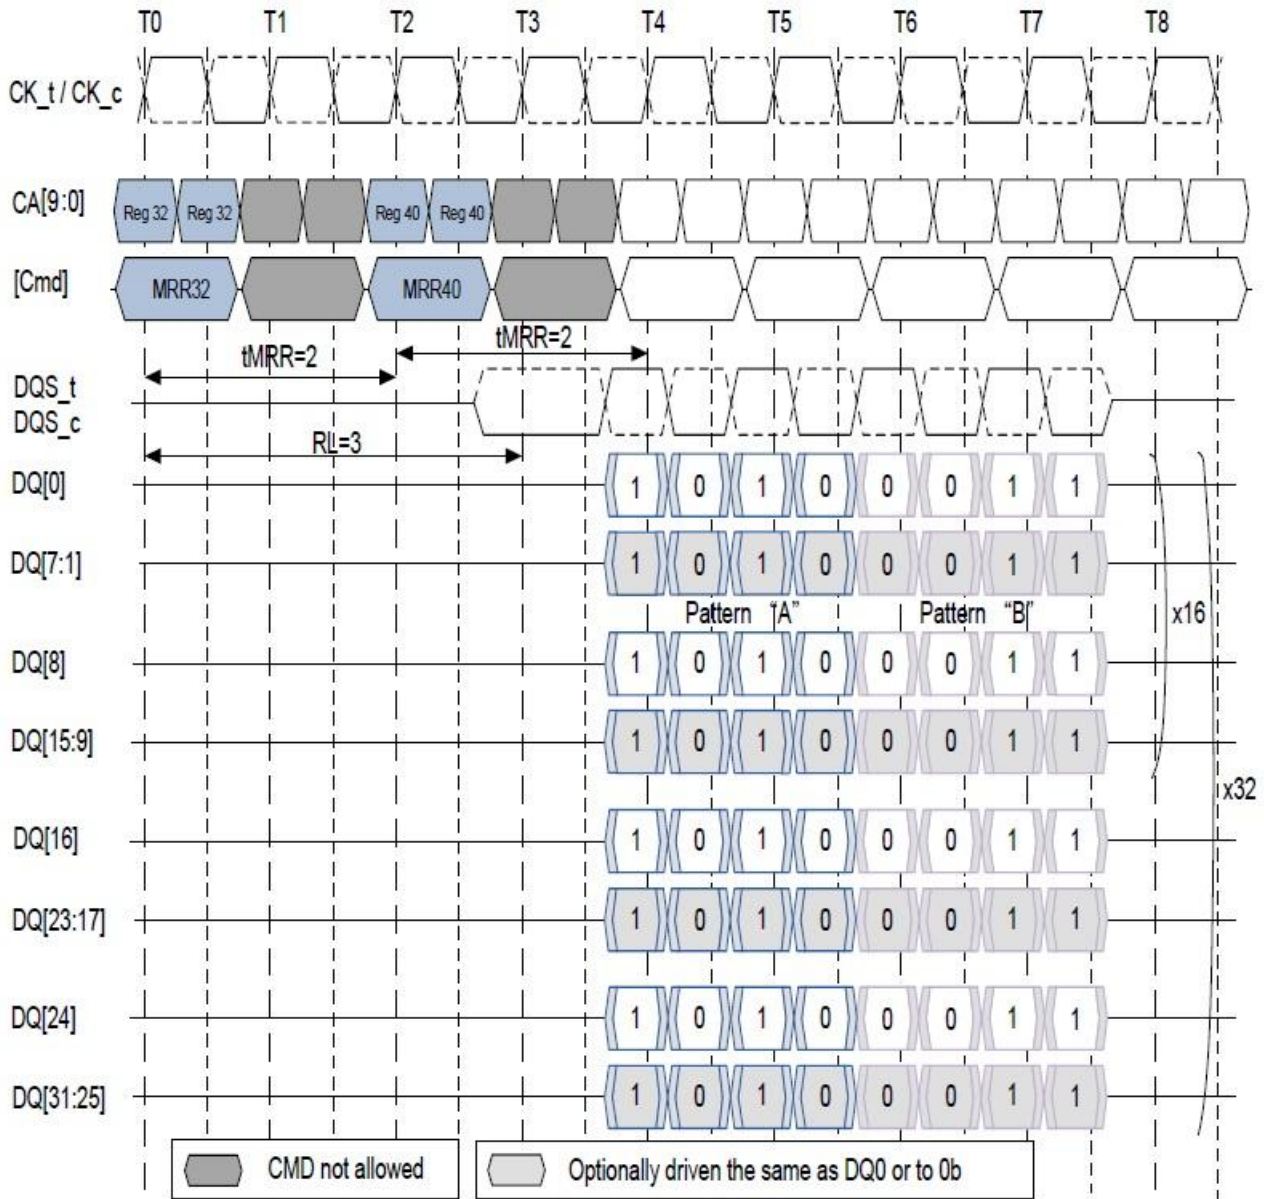 T0 T1 T2 T3 T4 T5 T6 T7 T8
CK_t / CK_c
CA[9:0] Reg 32 Reg 32 Reg 40 Reg 40
[Cmd] MRR32 MRR40
tMRR=2 tMRR=2
DQS_t
DQS_c
RL=3
DQ[0] 1 0 1 0 0 0 1 1
DQ[7:1] 1 0 1 0 0 0 1 1
Pattern “A” Pattern “B” x16
DQ[8] 1 0 1 0 0 0 1 1
DQ[15:9] 1 0 1 0 0 0 1 1
x32
DQ[16] 1 0 1 0 0 0 1 1
DQ[23:17] 1 0 1 0 0 0 1 1
DQ[24] 1 0 1 0 0 0 1 1
DQ[31:25] 1 0 1 0 0 0 1 1
CMD not allowed Optionally driven the same as DQ0 or to 0b